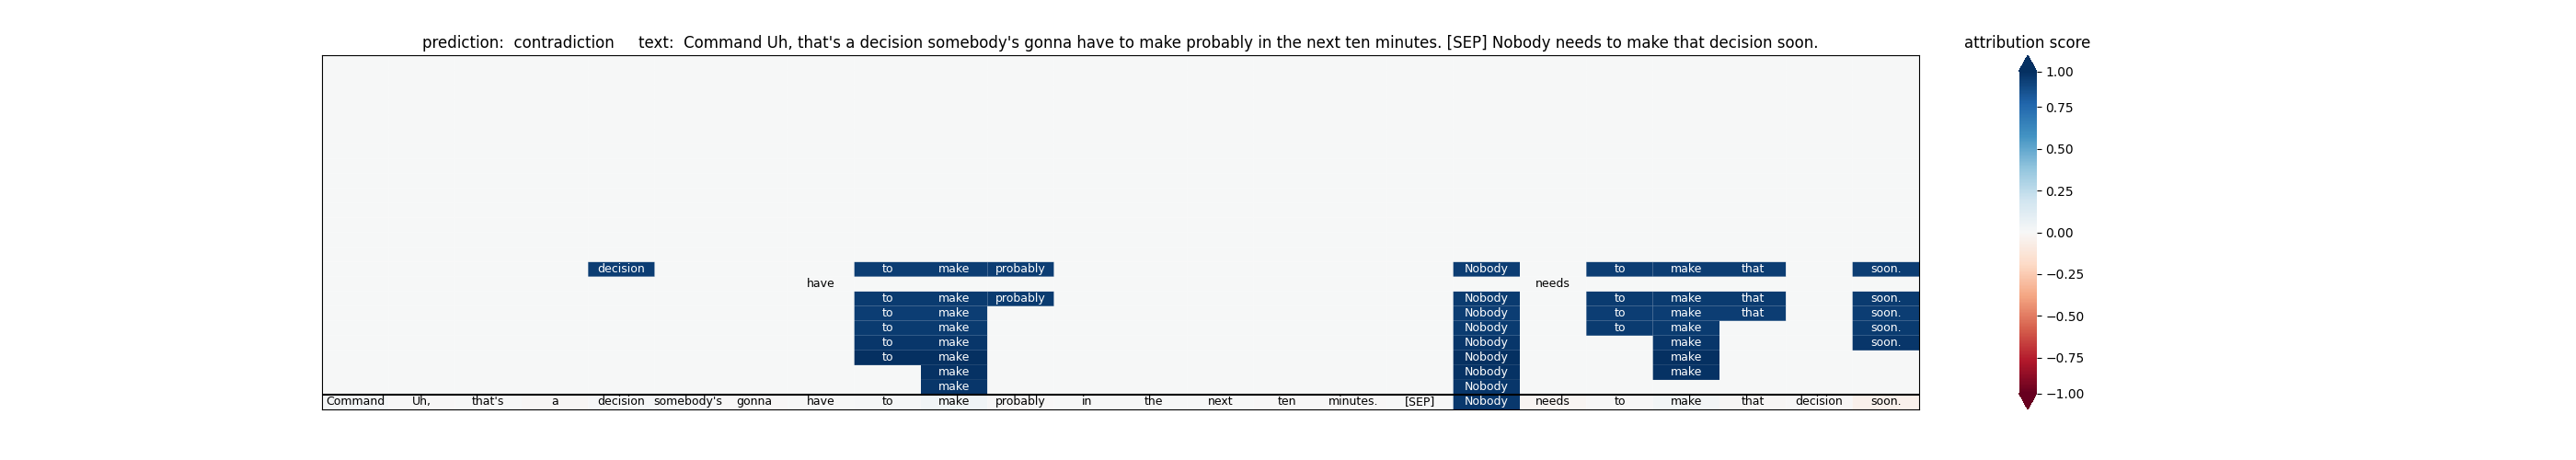 prediction:  contradiction     text:  Command Uh, that's a decision somebody's gonna have to make probably in the next ten minutes. [SEP] Nobody needs to make that decision soon.
attribution score
decision to make probably Nobody to make that soon.
have needs
to make probably Nobody to make that soon.
to make Nobody to make that soon.
to make Nobody to make soon.
to make Nobody make soon.
to make Nobody make
make Nobody make
make Nobody
Command Uh, that's a decision somebody's gonna have to make probably in the next ten minutes. [SEP] Nobody needs to make that decision soon.
1.00
0.75
0.50
0.25
0.00
−0.25
−0.50
−0.75
−1.00